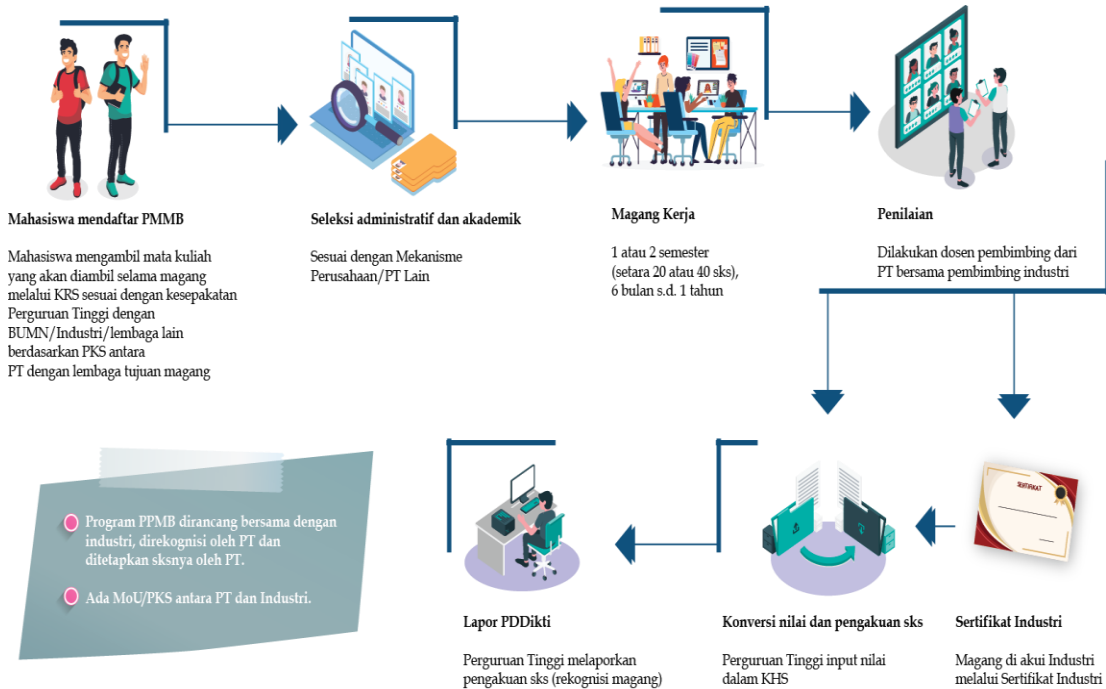 Mahasiswa mendaftar PMMB
Mahasiswa mengambil mata kuliah
yang akan diambil selama magang
melalui KRS sesuai dengan kesepakatan
Perguruan Tinggi dengan
BUMN/Industri/lembaga lain
berdasarkan PKS antara
PT dengan lembaga tujuan magang
Seleksi administratif dan akademik
Sesuai dengan Mekanisme
Perusahaan/PT Lain
Magang Kerja
1 atau 2 semester
(setara 20 atau 40 sks),
6 bulan s.d. 1 tahun
Penilaian
Dilakukan dosen pembimbing dari
PT bersama pembimbing industri
SERTIFIKAT
Sertifikat Industri
Magang di akui Industri
melalui Sertifikat Industri
Konversi nilai dan pengakuan sks
Perguruan Tinggi input nilai
dalam KHS
Lapor PDDikti
Perguruan Tinggi melaporkan
pengakuan sks (rekognisi magang)
Program PPMB dirancang bersama dengan
industri, direkognisi oleh PT dan
ditetapkan sksnya oleh PT.
Ada MoU/PKS antara PT dan Industri.